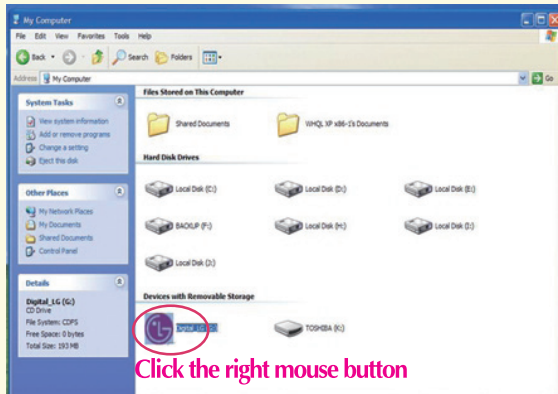 My Computer
File Edit View Favorites Tools Help
Back Search Folders
Address My Computer Go
System Tasks
View system information
Add or remove programs
Change a setting
Eject this disk
Other Places
My Network Places
My Documents
Shared Documents
Control Panel
Details
Digital_LG (G:)
CD Drive
File System: CDFS
Free Space: 0 bytes
Total Size: 193 MB
Files Stored on This Computer
Shared Documents WHQL XP x86-1's Documents
Hard Disk Drives
Local Disk (C:) Local Disk (D:) Local Disk (E:)
BACKUP (F:) Local Disk (H:) Local Disk (I:)
Local Disk (J:)
Devices with Removable Storage
Digital_LG (G:) TOSHIBA (K:)
Click the right mouse button